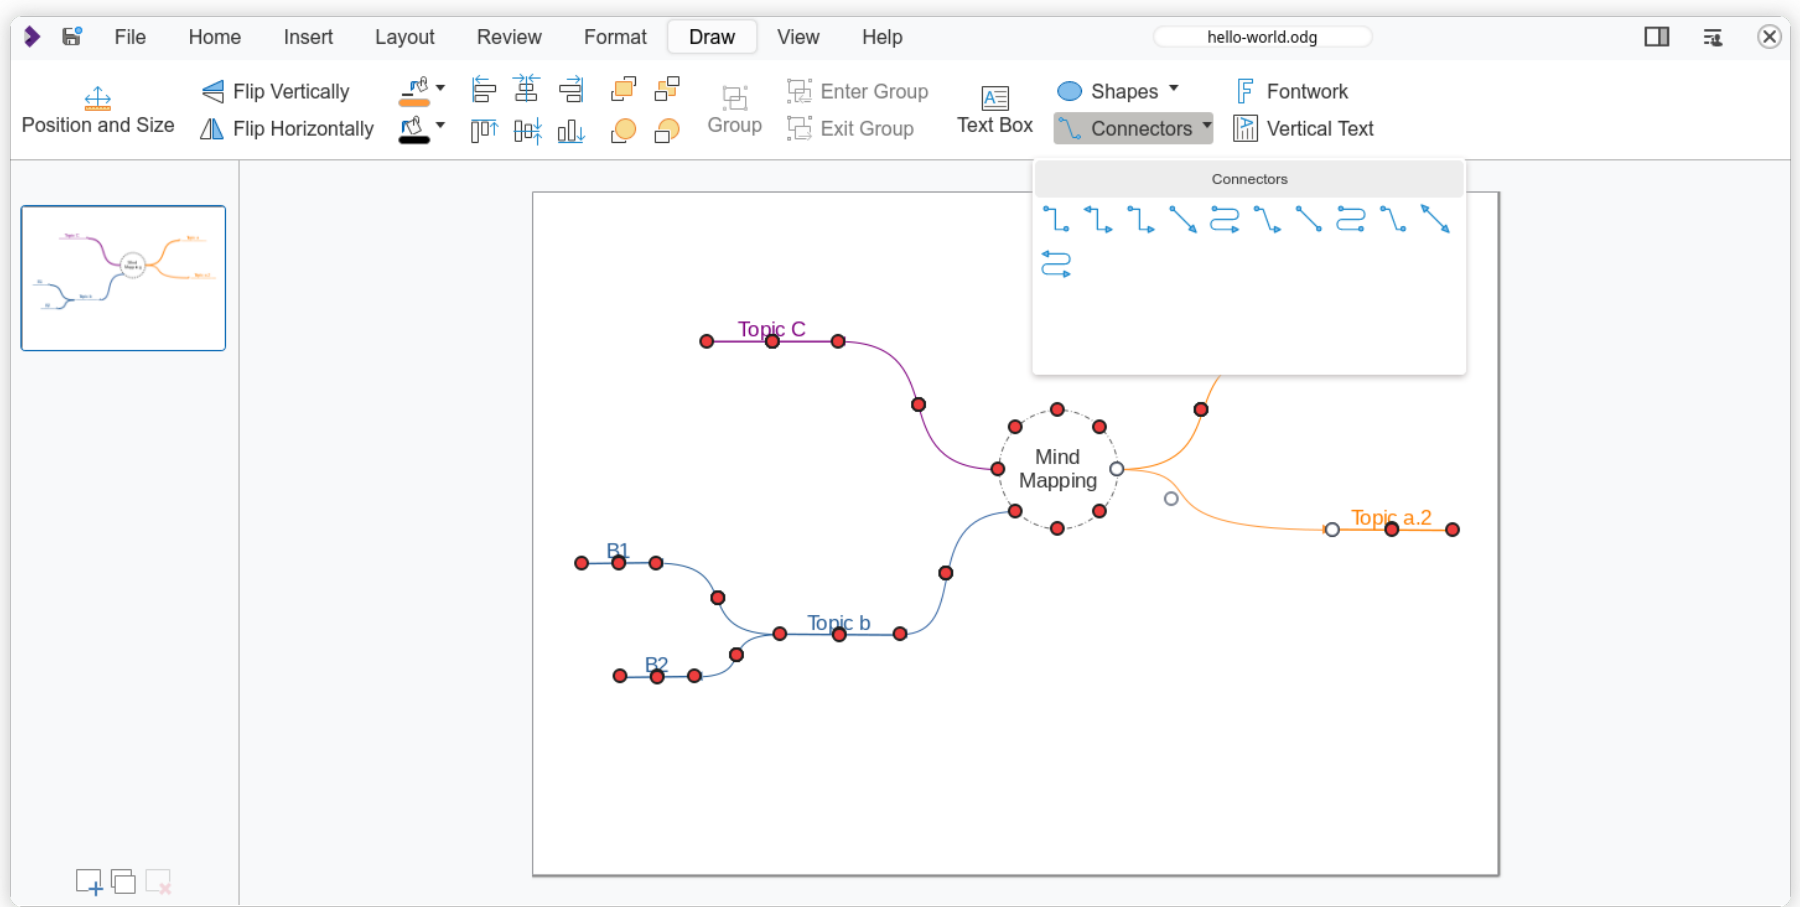 File Home Insert Layout Review Format Draw View Help hello-world.odg
Position and Size
Flip Vertically
Flip Horizontally
Group
Enter Group
Exit Group
Text Box
Shapes
Connectors
Fontwork
Vertical Text
Connectors
Topic C
Mind
Mapping
Topic a.2
B1
Topic b
B2